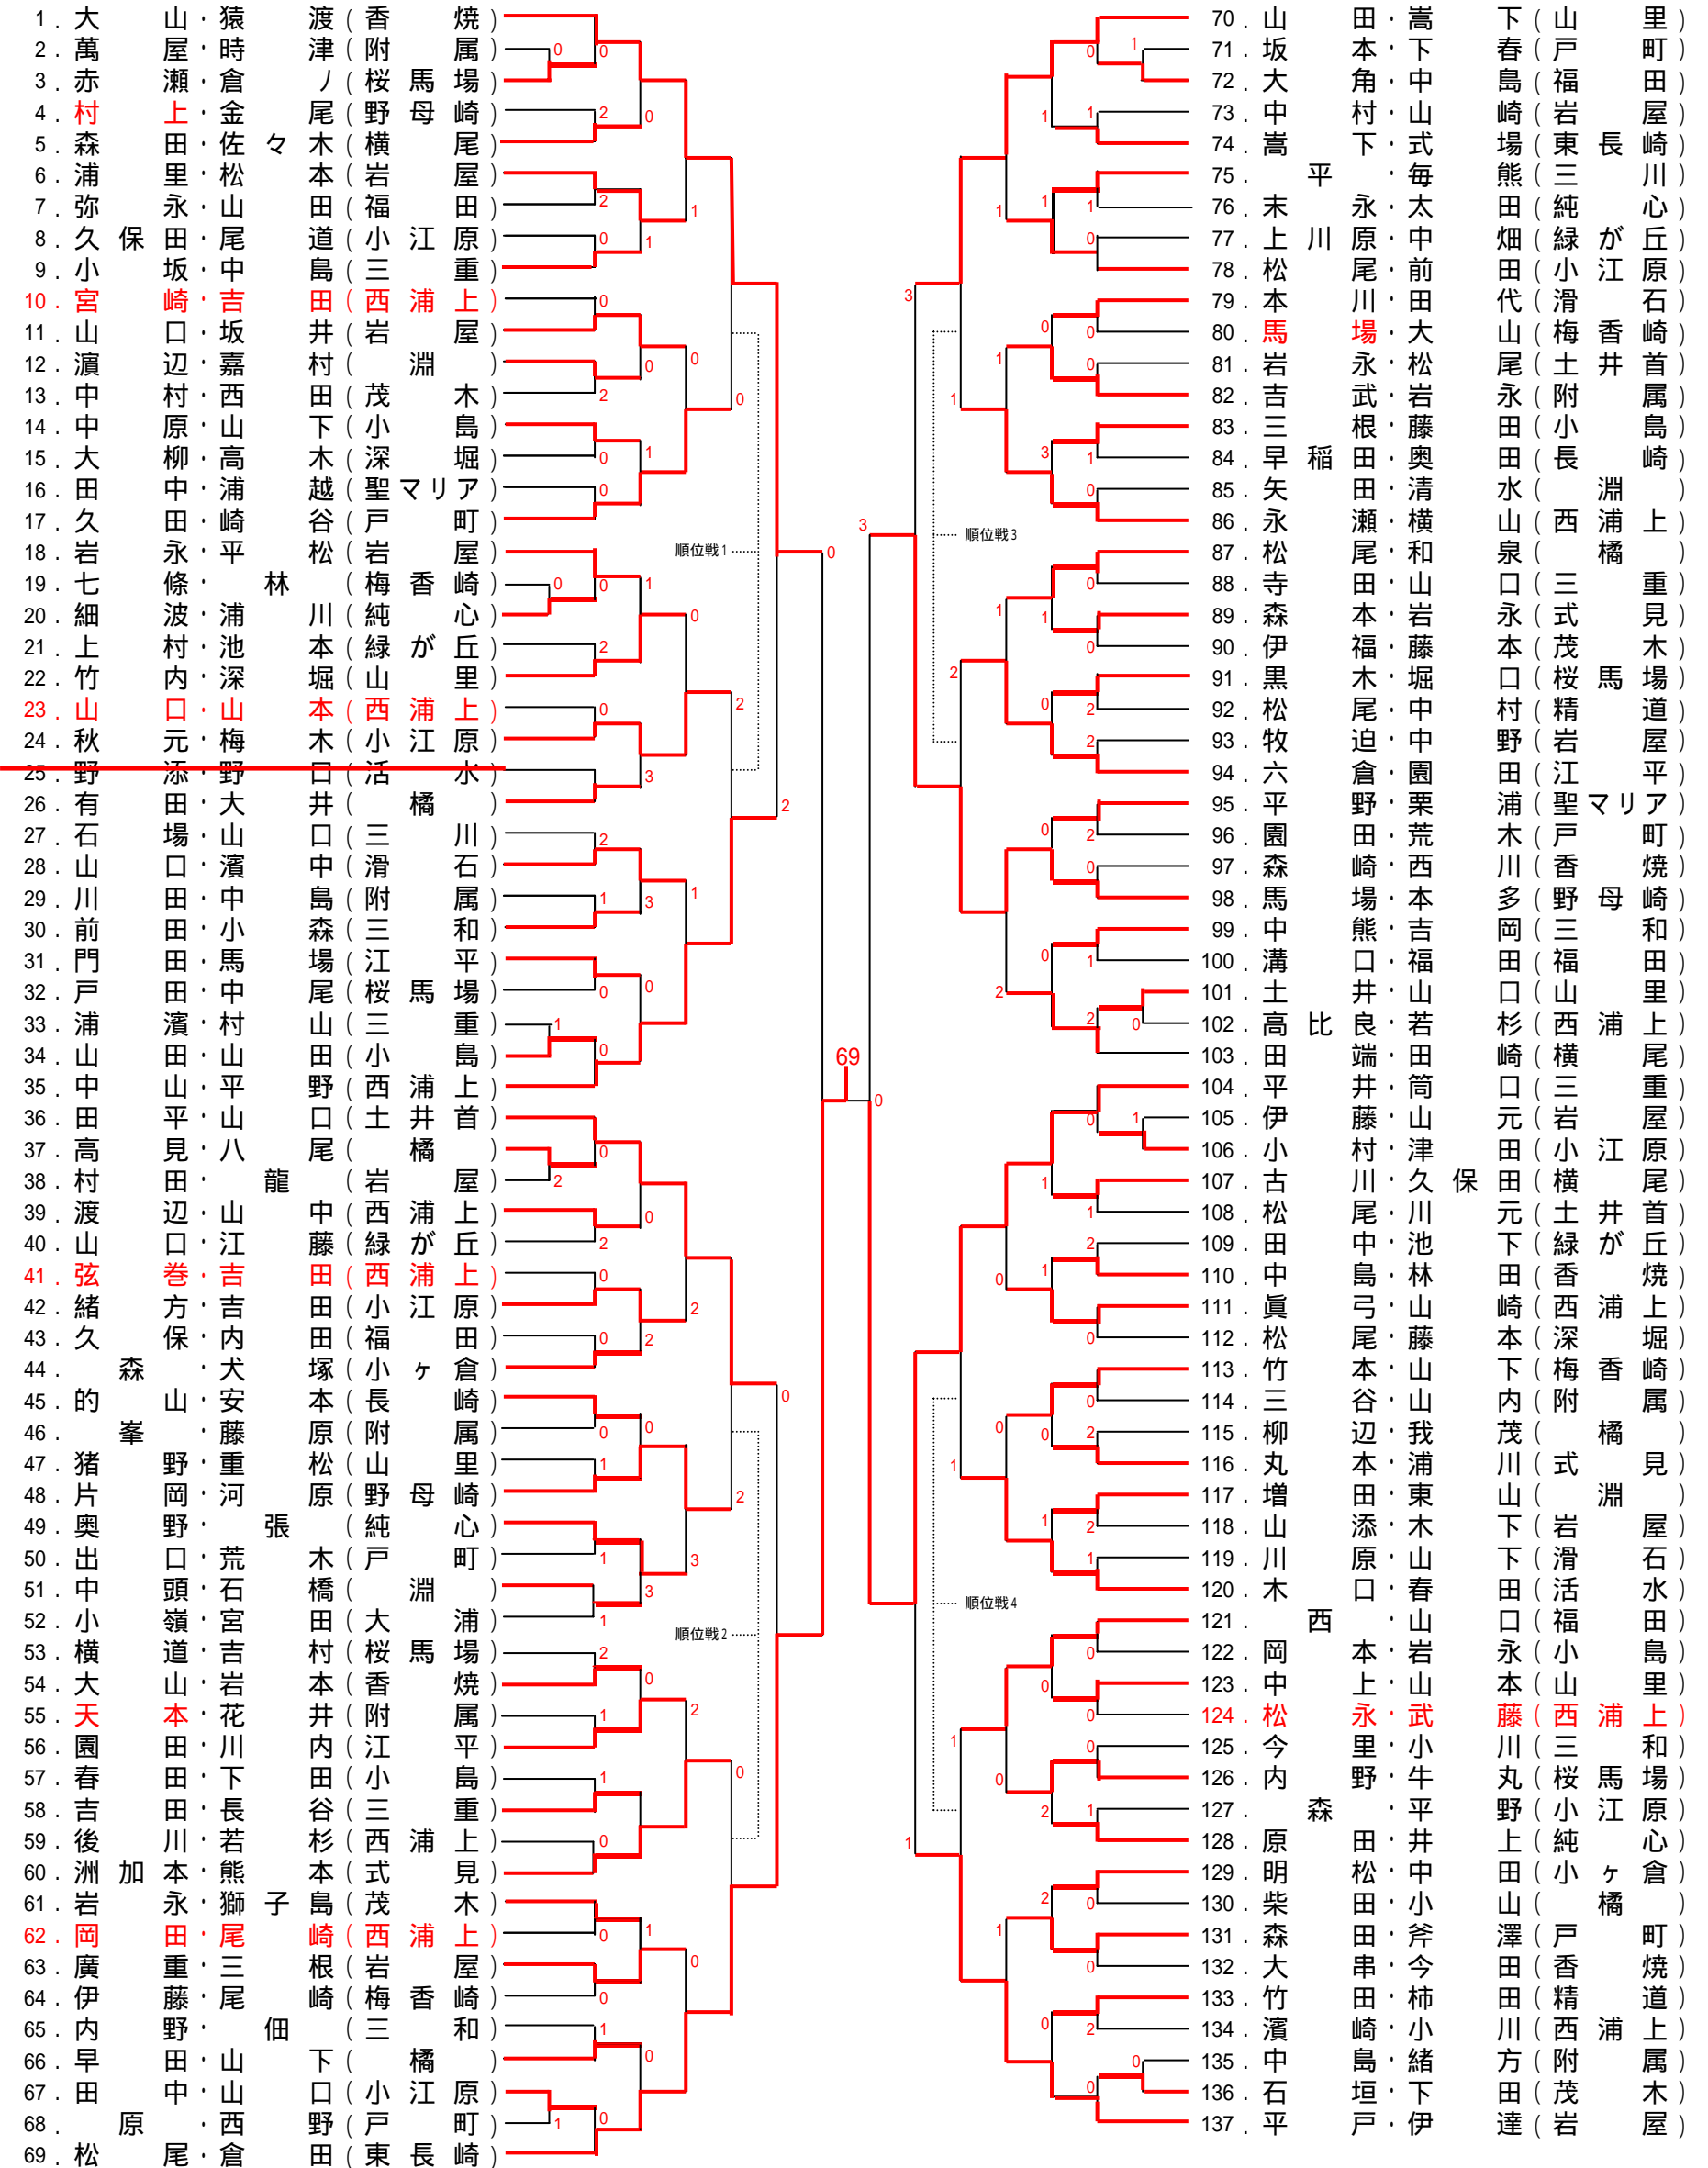 1．大山・猿渡（香焼）
2．萬屋・時津（附属）
3．赤瀬・倉ノ（桜馬場）
4．村上・金尾（野母崎）
5．森田・佐々木（横尾）
6．浦里・松本（岩屋）
7．弥永・山田（福田）
8．久保田・尾道（小江原）
9．小坂・中島（三重）
10．宮崎・吉田（西浦上）
11．山口・坂井（岩屋）
12．濵辺・嘉村（淵）
13．中村・西田（茂木）
14．中原・山下（小島）
15．大柳・高木（深堀）
16．田中・浦越（聖マリア）
17．久田・崎谷（戸町）
18．岩永・平松（岩屋）
19．七條・林（梅香崎）
20．細波・浦川（純心）
21．上村・池本（緑が丘）
22．竹内・深堀（山里）
23．山口・山本（西浦上）
24．秋元・梅木（小江原）
25．野添・野口（活水）
26．有田・大井（橘）
27．石場・山口（三川）
28．山口・濱中（滑石）
29．川田・中島（附属）
30．前田・小森（三和）
31．門田・馬場（江平）
32．戸田・中尾（桜馬場）
33．浦濱・村山（三重）
34．山田・山田（小島）
35．中山・平野（西浦上）
36．田平・山口（土井首）
37．高見・八尾（橘）
38．村田・龍（岩屋）
39．渡辺・山中（西浦上）
40．山口・江藤（緑が丘）
41．弦巻・吉田（西浦上）
42．緒方・吉田（小江原）
43．久保・内田（福田）
44．森・犬塚（小ヶ倉）
45．的山・安本（長崎）
46．峯・藤原（附属）
47．猪野・重松（山里）
48．片岡・河原（野母崎）
49．奥野・張（純心）
50．出口・荒木（戸町）
51．中頭・石橋（淵）
52．小嶺・宮田（大浦）
53．横道・吉村（桜馬場）
54．大山・岩本（香焼）
55．天本・花井（附属）
56．園田・川内（江平）
57．春田・下田（小島）
58．吉田・長谷（三重）
59．後川・若杉（西浦上）
60．洲加本・熊本（式見）
61．岩永・獅子島（茂木）
62．岡田・尾崎（西浦上）
63．廣重・三根（岩屋）
64．伊藤・尾崎（梅香崎）
65．内野・佃（三和）
66．早田・山下（橘）
67．田中・山口（小江原）
68．原・西野（戸町）
69．松尾・倉田（東長崎）
順位戦1
順位戦2
69
順位戦3
順位戦4
70．山田・嵩下（山里）
71．坂本・下春（戸町）
72．大角・中島（福田）
73．中村・山崎（岩屋）
74．嵩下・式場（東長崎）
75．平・毎熊（三川）
76．末永・太田（純心）
77．上川原・中畑（緑が丘）
78．松尾・前田（小江原）
79．本川・田代（滑石）
80．馬場・大山（梅香崎）
81．岩永・松尾（土井首）
82．吉武・岩永（附属）
83．三根・藤田（小島）
84．早稲田・奥田（長崎）
85．矢田・清水（淵）
86．永瀬・横山（西浦上）
87．松尾・和泉（橘）
88．寺田・山口（三重）
89．森本・岩永（式見）
90．伊福・藤本（茂木）
91．黒木・堀口（桜馬場）
92．松尾・中村（精道）
93．牧迫・中野（岩屋）
94．六倉・園田（江平）
95．平野・栗浦（聖マリア）
96．園田・荒木（戸町）
97．森崎・西川（香焼）
98．馬場・本多（野母崎）
99．中熊・吉岡（三和）
100．溝口・福田（福田）
101．土井・山口（山里）
102．高比良・若杉（西浦上）
103．田端・田崎（横尾）
104．平井・筒口（三重）
105．伊藤・山元（岩屋）
106．小村・津田（小江原）
107．古川・久保田（横尾）
108．松尾・川元（土井首）
109．田中・池下（緑が丘）
110．中島・林田（香焼）
111．眞弓・山崎（西浦上）
112．松尾・藤本（深堀）
113．竹本・山下（梅香崎）
114．三谷・山内（附属）
115．柳辺・我茂（橘）
116．丸本・浦川（式見）
117．増田・東山（淵）
118．山添・木下（岩屋）
119．川原・山下（滑石）
120．木口・春田（活水）
121．西・山口（福田）
122．岡本・岩永（小島）
123．中上・山本（山里）
124．松永・武藤（西浦上）
125．今里・小川（三和）
126．内野・牛丸（桜馬場）
127．森・平野（小江原）
128．原田・井上（純心）
129．明松・中田（小ヶ倉）
130．柴田・小山（橘）
131．森田・斧澤（戸町）
132．大串・今田（香焼）
133．竹田・柿田（精道）
134．濵崎・小川（西浦上）
135．中島・緒方（附属）
136．石垣・下田（茂木）
137．平戸・伊達（岩屋）